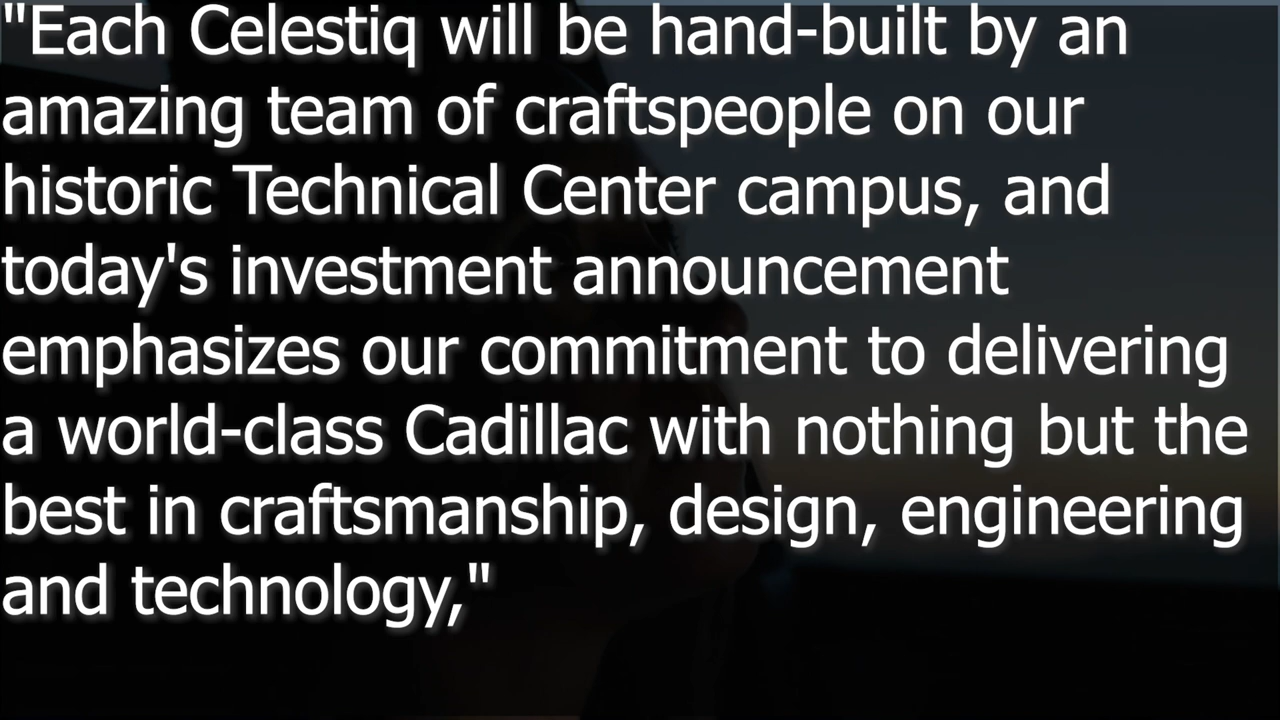 "Each Celestiq will be hand-built by an
amazing team of craftspeople on our
historic Technical Center campus, and
today's investment announcement
emphasizes our commitment to delivering
a world-class Cadillac with nothing but the
best in craftsmanship, design, engineering
and technology,"